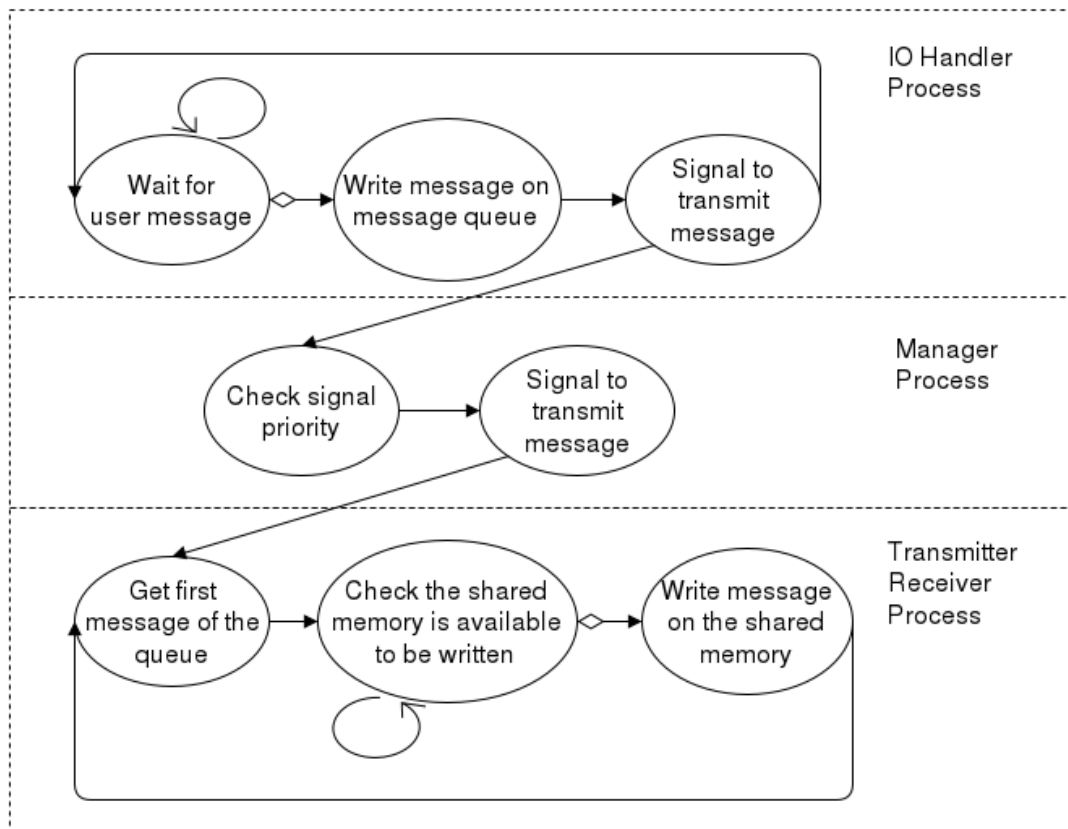 IO Handler
Process
Wait for
user message
Write message on
message queue
Signal to
transmit
message
Manager
Process
Check signal
priority
Signal to
transmit
message
Transmitter
Receiver
Process
Get first
message of the
queue
Check the shared
memory is available
to be written
Write message
on the shared
memory